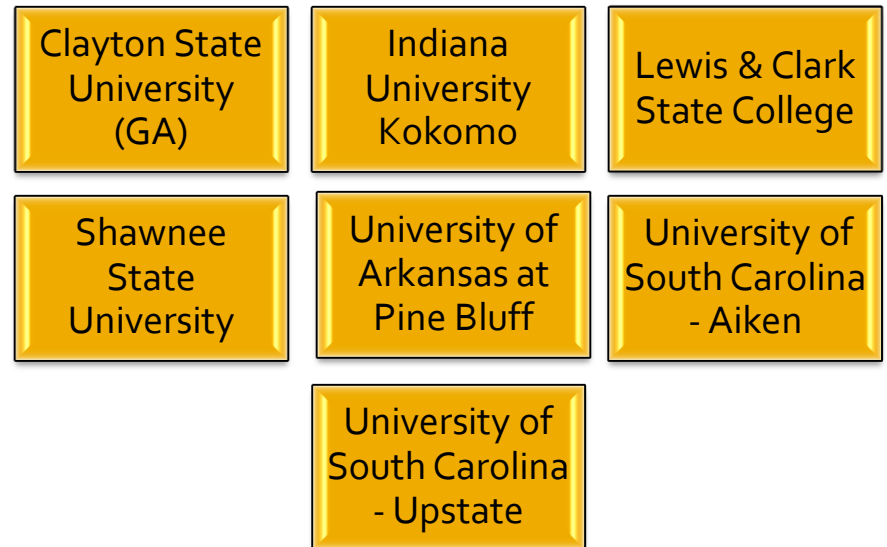 Clayton State
University
(GA)
Indiana
University
Kokomo
Lewis & Clark
State College
Shawnee
State
University
University of
Arkansas at
Pine Bluff
University of
South Carolina
- Aiken
University of
South Carolina
- Upstate